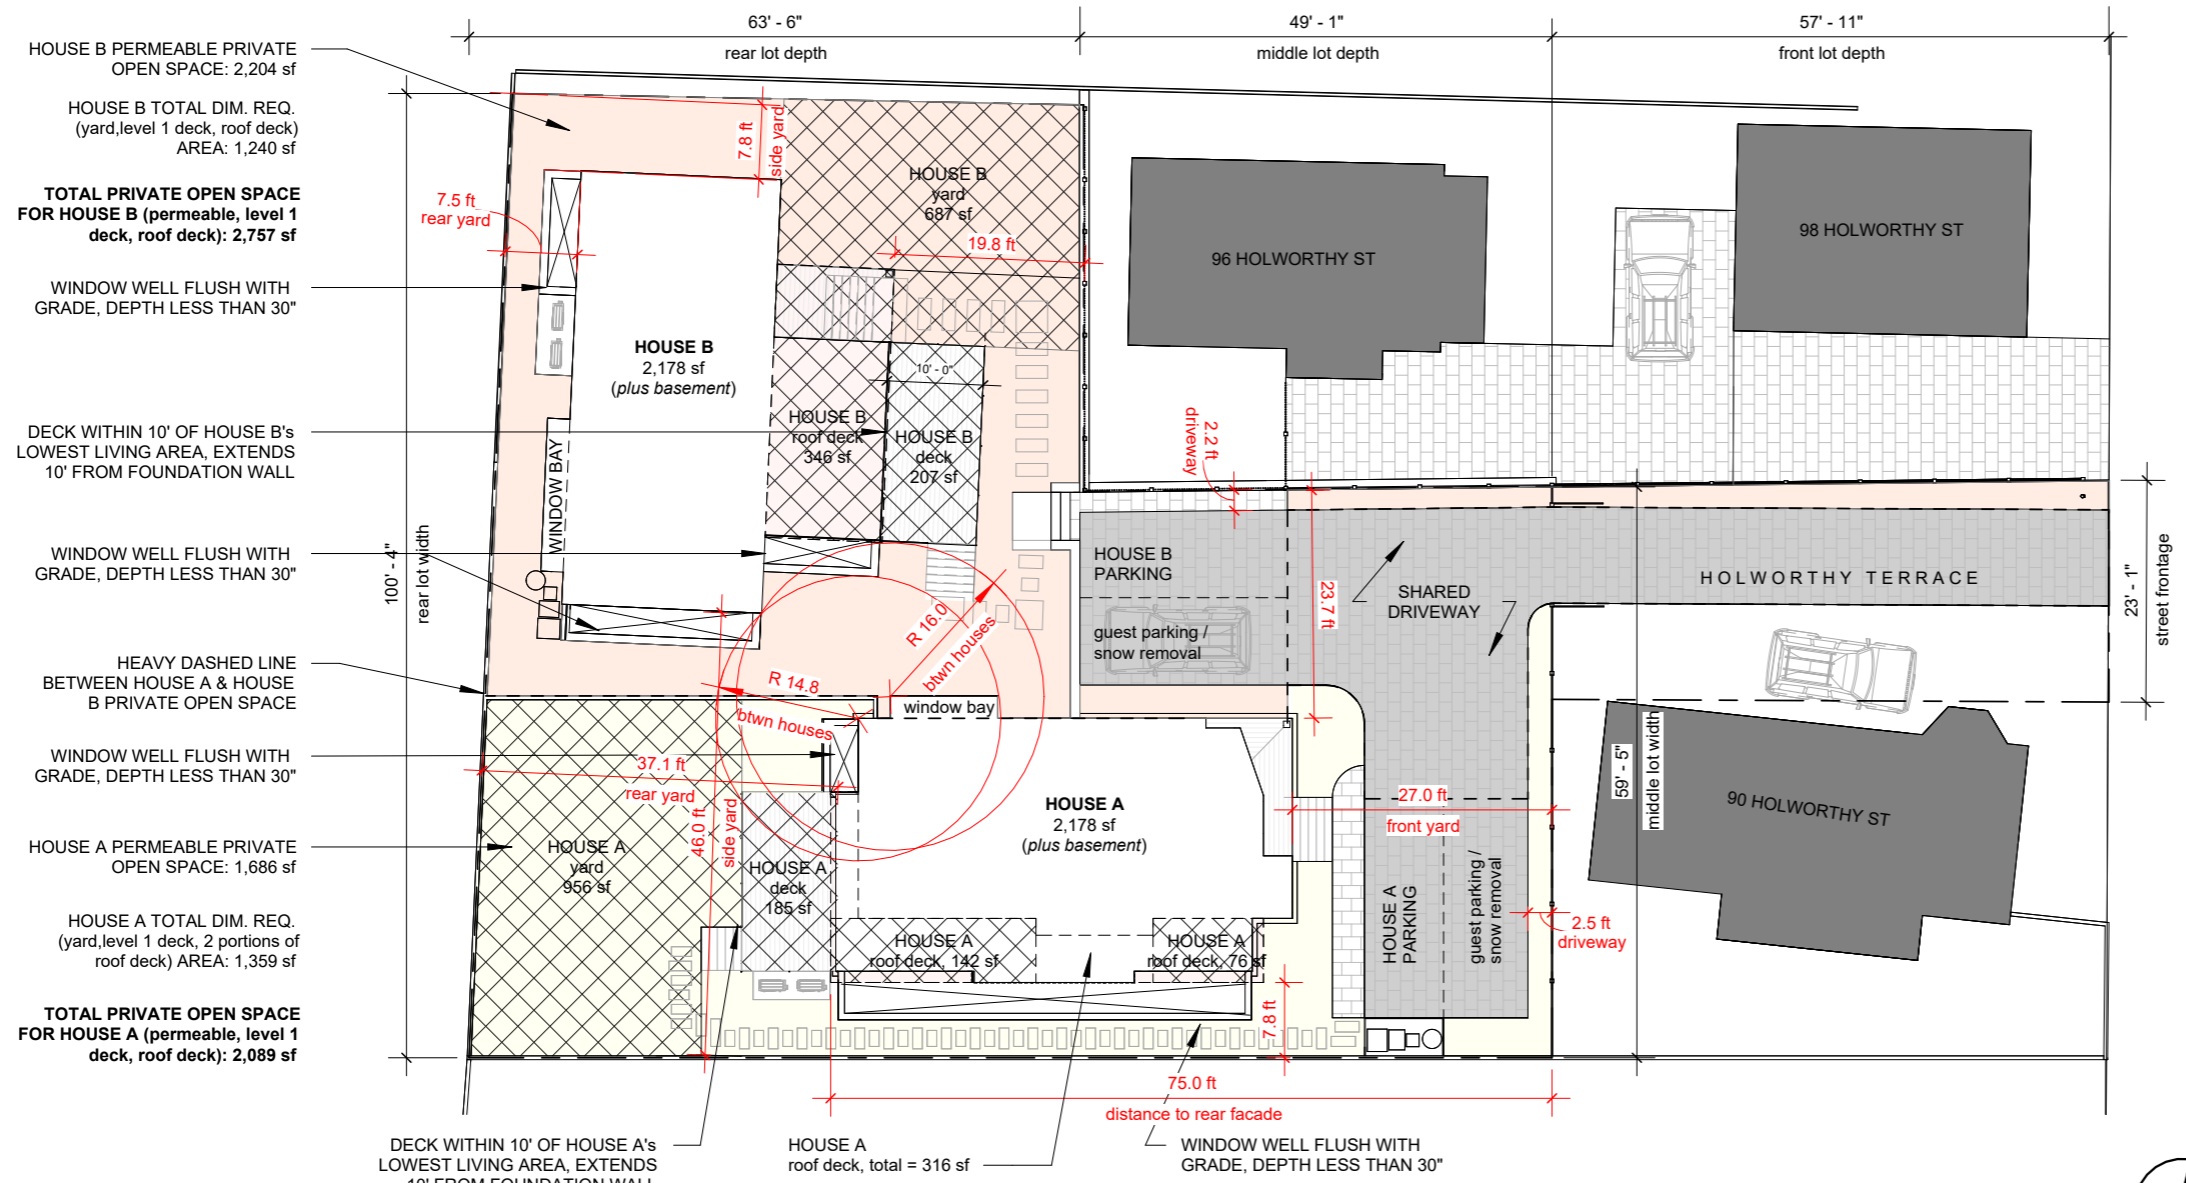 63' - 6"
rear lot depth
49' - 1"
middle lot depth
57' - 11"
front lot depth
HOUSE B PERMEABLE PRIVATE
OPEN SPACE: 2,204 sf
HOUSE B TOTAL DIM. REQ.
(yard,level 1 deck, roof deck)
AREA: 1,240 sf
TOTAL PRIVATE OPEN SPACE
FOR HOUSE B (permeable, level 1
deck, roof deck): 2,757 sf
WINDOW WELL FLUSH WITH
GRADE, DEPTH LESS THAN 30"
DECK WITHIN 10' OF HOUSE B's
LOWEST LIVING AREA, EXTENDS
10' FROM FOUNDATION WALL
WINDOW WELL FLUSH WITH
GRADE, DEPTH LESS THAN 30"
HEAVY DASHED LINE
BETWEEN HOUSE A & HOUSE
B PRIVATE OPEN SPACE
WINDOW WELL FLUSH WITH
GRADE, DEPTH LESS THAN 30"
HOUSE A PERMEABLE PRIVATE
OPEN SPACE: 1,686 sf
HOUSE A TOTAL DIM. REQ.
(yard,level 1 deck, 2 portions of
roof deck) AREA: 1,359 sf
TOTAL PRIVATE OPEN SPACE
FOR HOUSE A (permeable, level 1
deck, roof deck): 2,089 sf
100' - 4"
rear lot width
7.5 ft
rear yard
7.8 ft
side yard
HOUSE B
yard
687 sf
19.8 ft
HOUSE B
2,178 sf
(plus basement)
WINDOW BAY
HOUSE B
roof deck
346 sf
10' - 0"
HOUSE B
deck
207 sf
R 16.0
btwn houses
R 14.8
btwn houses
window bay
37.1 ft
rear yard
46.0 ft
side yard
HOUSE A
yard
956 sf
HOUSE A
deck
185 sf
HOUSE A
2,178 sf
(plus basement)
HOUSE A
roof deck, 142 sf
HOUSE A
roof deck, 76 sf
7.8 ft
96 HOLWORTHY ST
98 HOLWORTHY ST
2.2 ft
driveway
HOUSE B
PARKING
guest parking /
snow removal
23.7 ft
SHARED
DRIVEWAY
HOLWORTHY TERRACE
23' - 1"
street frontage
59' - 5"
middle lot width
90 HOLWORTHY ST
27.0 ft
front yard
HOUSE A
PARKING
guest parking /
snow removal
2.5 ft
driveway
75.0 ft
distance to rear facade
DECK WITHIN 10' OF HOUSE A's
LOWEST LIVING AREA, EXTENDS
10' FROM FOUNDATION WALL
HOUSE A
roof deck, total = 316 sf
WINDOW WELL FLUSH WITH
GRADE, DEPTH LESS THAN 30"